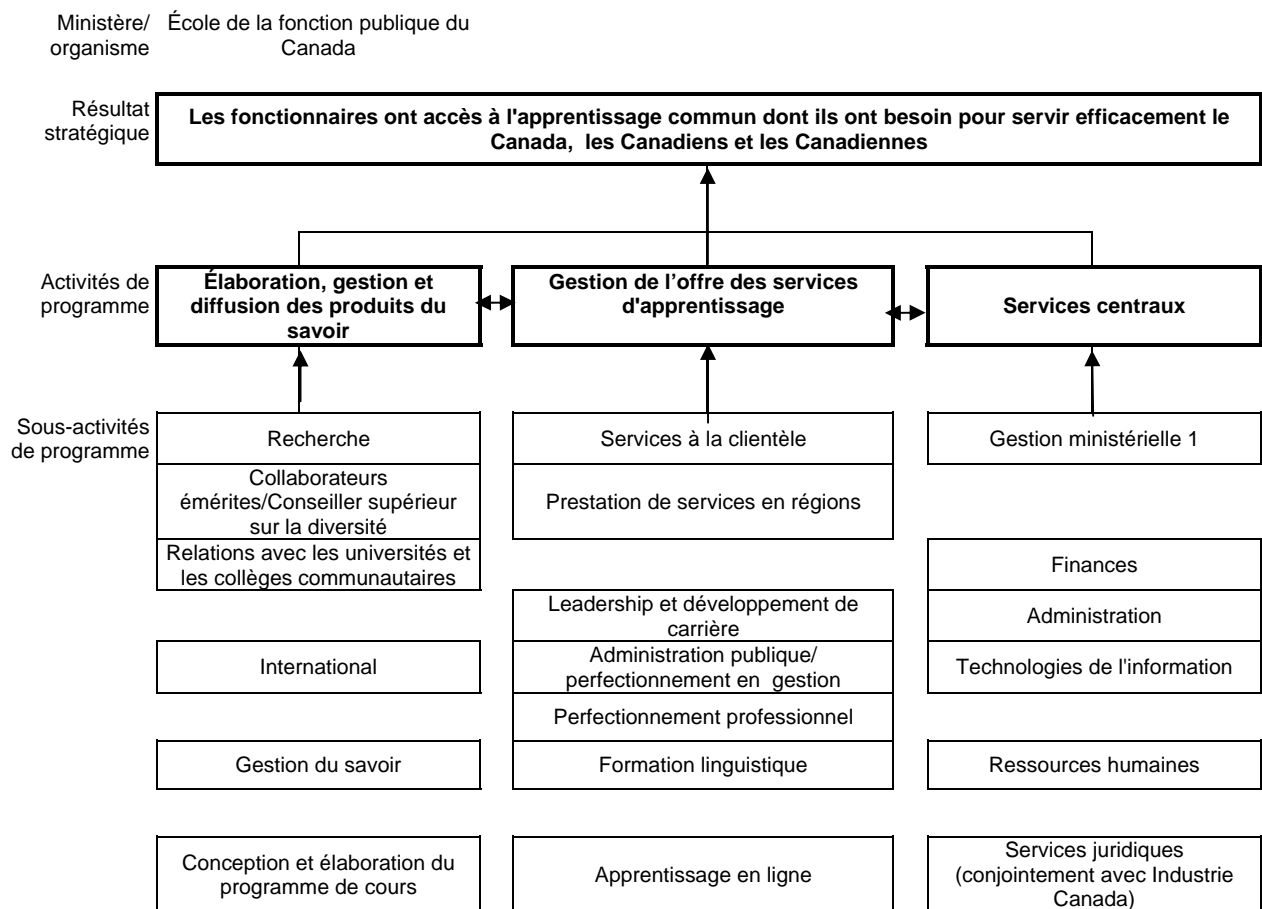 Ministère/
organisme
École de la fonction publique du
Canada
Résultat
stratégique
Les fonctionnaires ont accès à l'apprentissage commun dont ils ont besoin pour servir efficacement le
Canada, les Canadiens et les Canadiennes
Activités de
programme
Élaboration, gestion et
diffusion des produits du
savoir
Gestion de l’offre des services
d'apprentissage
Services centraux
Sous-activités
de programme
Recherche
Collaborateurs
émérites/Conseiller supérieur
sur la diversité
Relations avec les universités et
les collèges communautaires
International
Gestion du savoir
Conception et élaboration du
programme de cours
Services à la clientèle
Prestation de services en régions
Leadership et développement de
carrière
Administration publique/
perfectionnement en gestion
Perfectionnement professionnel
Formation linguistique
Apprentissage en ligne
Gestion ministérielle 1
Finances
Administration
Technologies de l'information
Ressources humaines
Services juridiques
(conjointement avec Industrie
Canada)